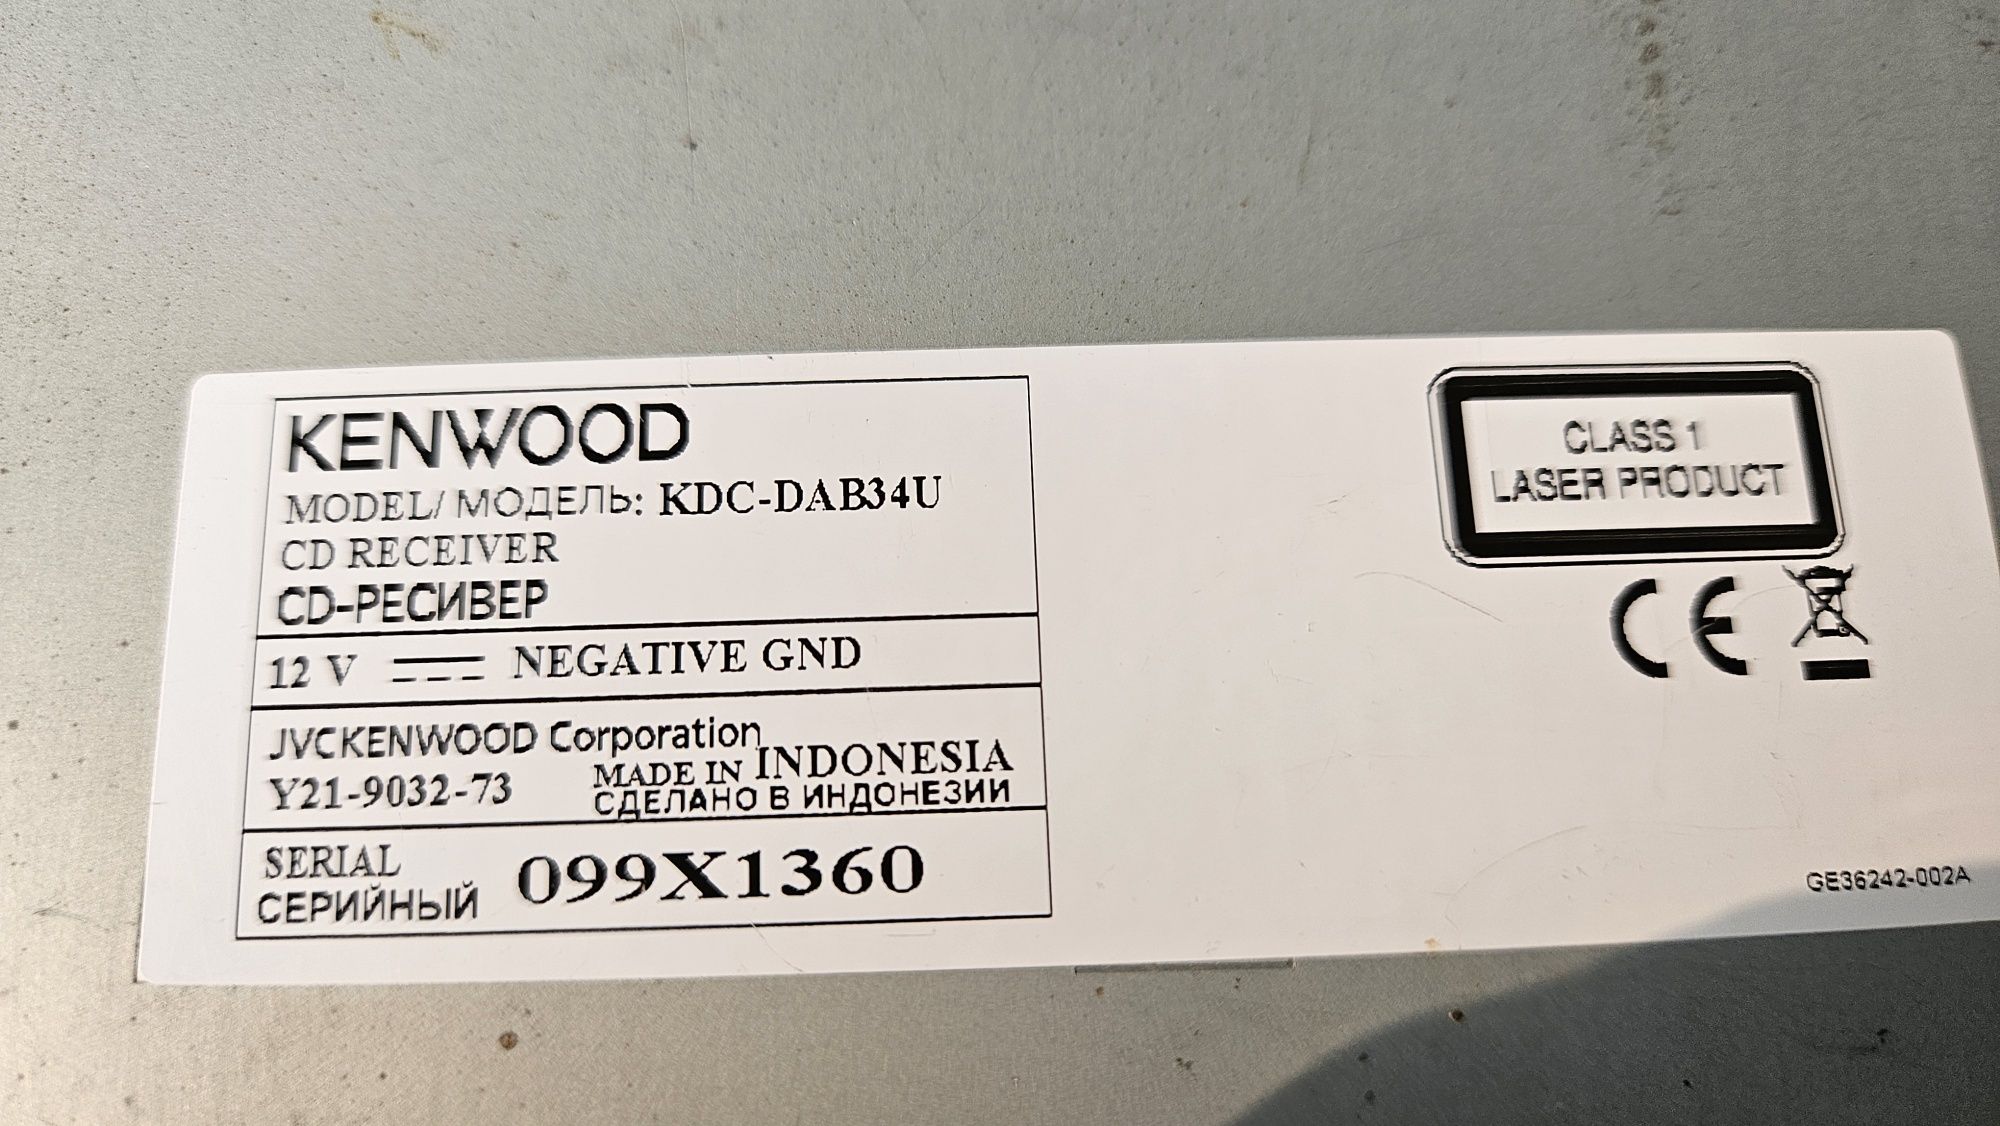 KENWOOD
MODEL/ МОДЕЛЬ: KDC-DAB34U
CD RECEIVER
CD-РЕСИВЕР
12 V NEGATIVE GND
JVCKENWOOD Corporation
Y21-9032-73 MADE IN INDONESIA
СДЕЛАНО В ИНДОНЕЗИИ
SERIAL
СЕРИЙНЫЙ 099X1360
CLASS 1
LASER PRODUCT
CE
GE36242-002A